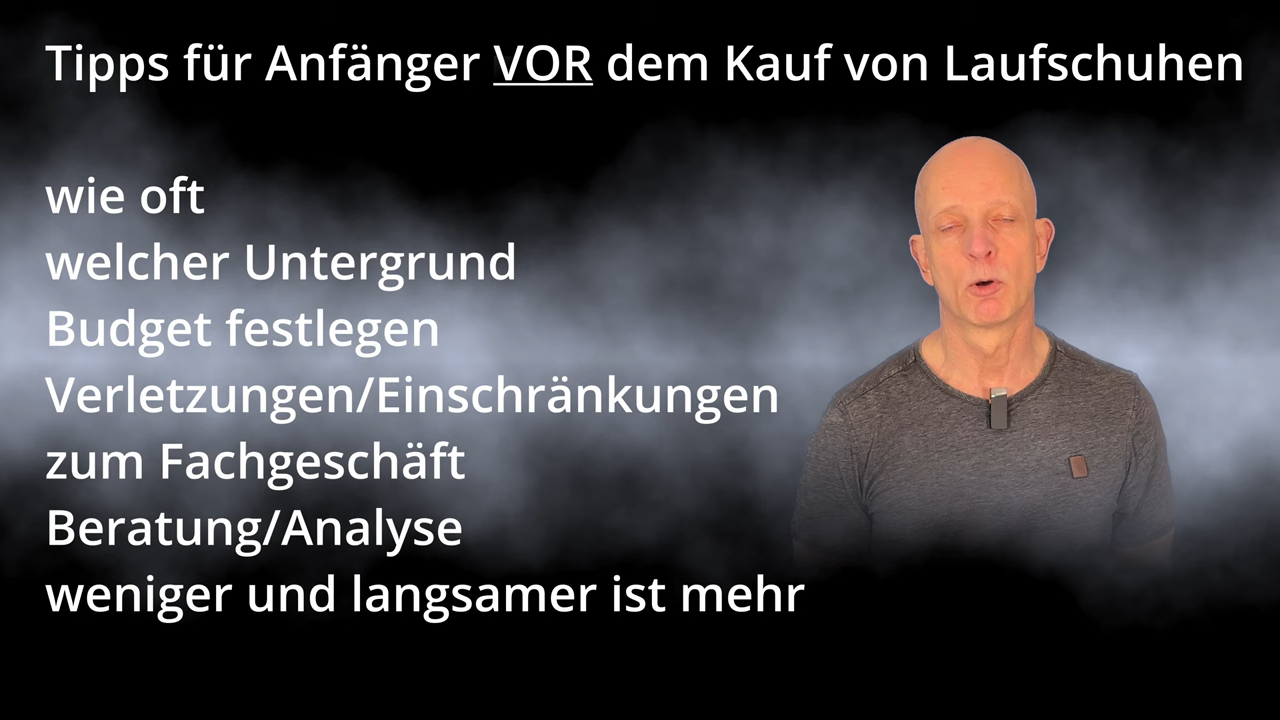 Tipps für Anfänger VOR dem Kauf von Laufschuhen
wie oft
welcher Untergrund
Budget festlegen
Verletzungen/Einschränkungen
zum Fachgeschäft
Beratung/Analyse
weniger und langsamer ist mehr